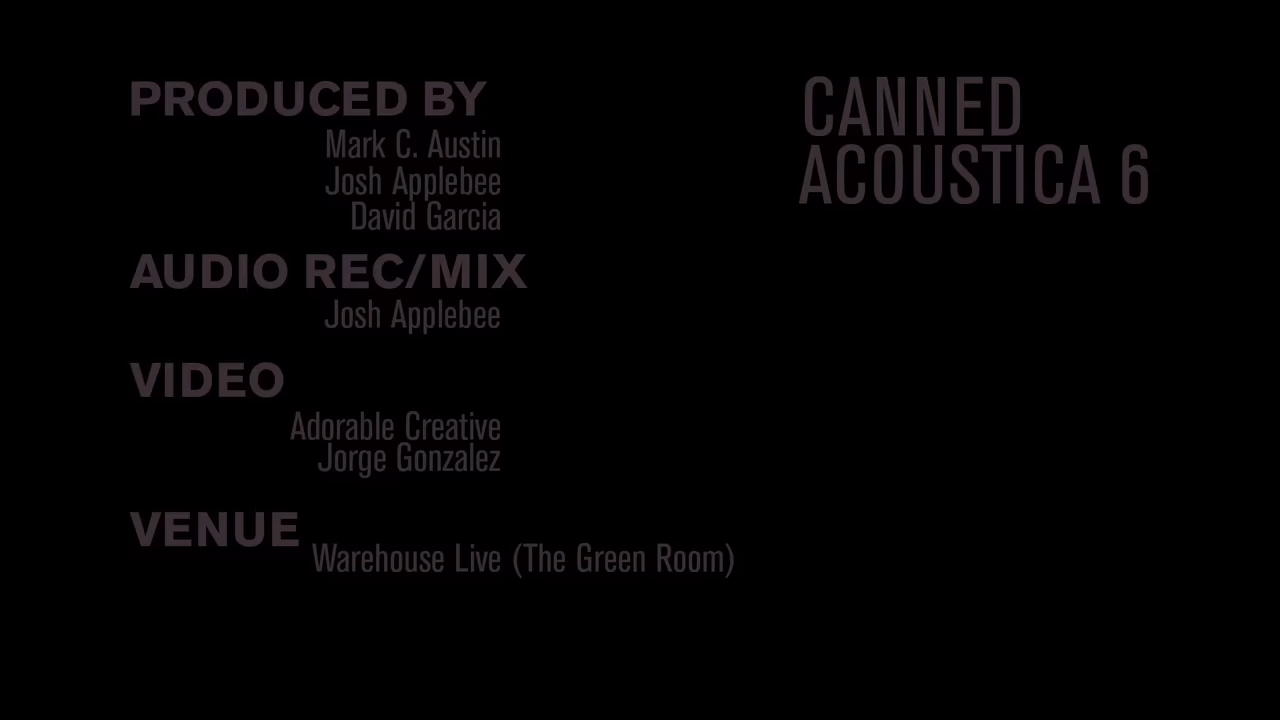 PRODUCED BY
Mark C. Austin
Josh Applebee
David Garcia
AUDIO REC/MIX
Josh Applebee
VIDEO
Adorable Creative
Jorge Gonzalez
VENUE
Warehouse Live (The Green Room)
CANNED
ACOUSTICA 6